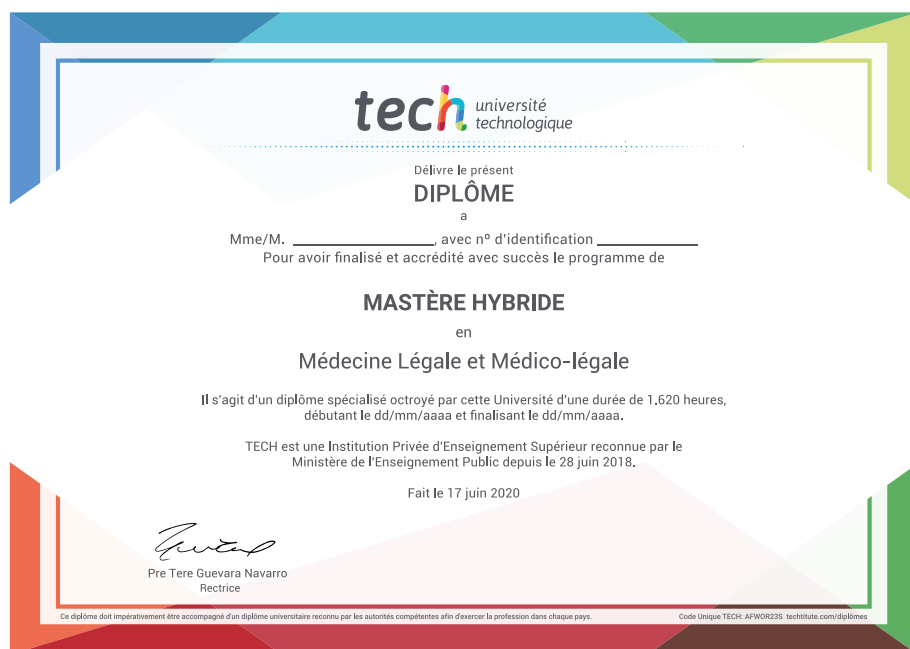 tech université
technologique
Délivre le présent
DIPLÔME
a
Mme/M. ____________________, avec nº d'identification ______________
Pour avoir finalisé et accrédité avec succès le programme de
MASTÈRE HYBRIDE
en
Médecine Légale et Médico-légale
Il s'agit d'un diplôme spécialisé octroyé par cette Université d'une durée de 1.620 heures,
débutant le dd/mm/aaaa et finalisant le dd/mm/aaaa.
TECH est une Institution Privée d'Enseignement Supérieur reconnue par le
Ministère de l'Enseignement Public depuis le 28 juin 2018.
Fait le 17 juin 2020
Pre Tere Guevara Navarro
Rectrice
Ce diplôme doit impérativement être accompagné d'un diplôme universitaire reconnu par les autorités compétentes afin d'exercer la profession dans chaque pays.
Code Unique TECH: AFWOR23S techtitute.com/diplômes